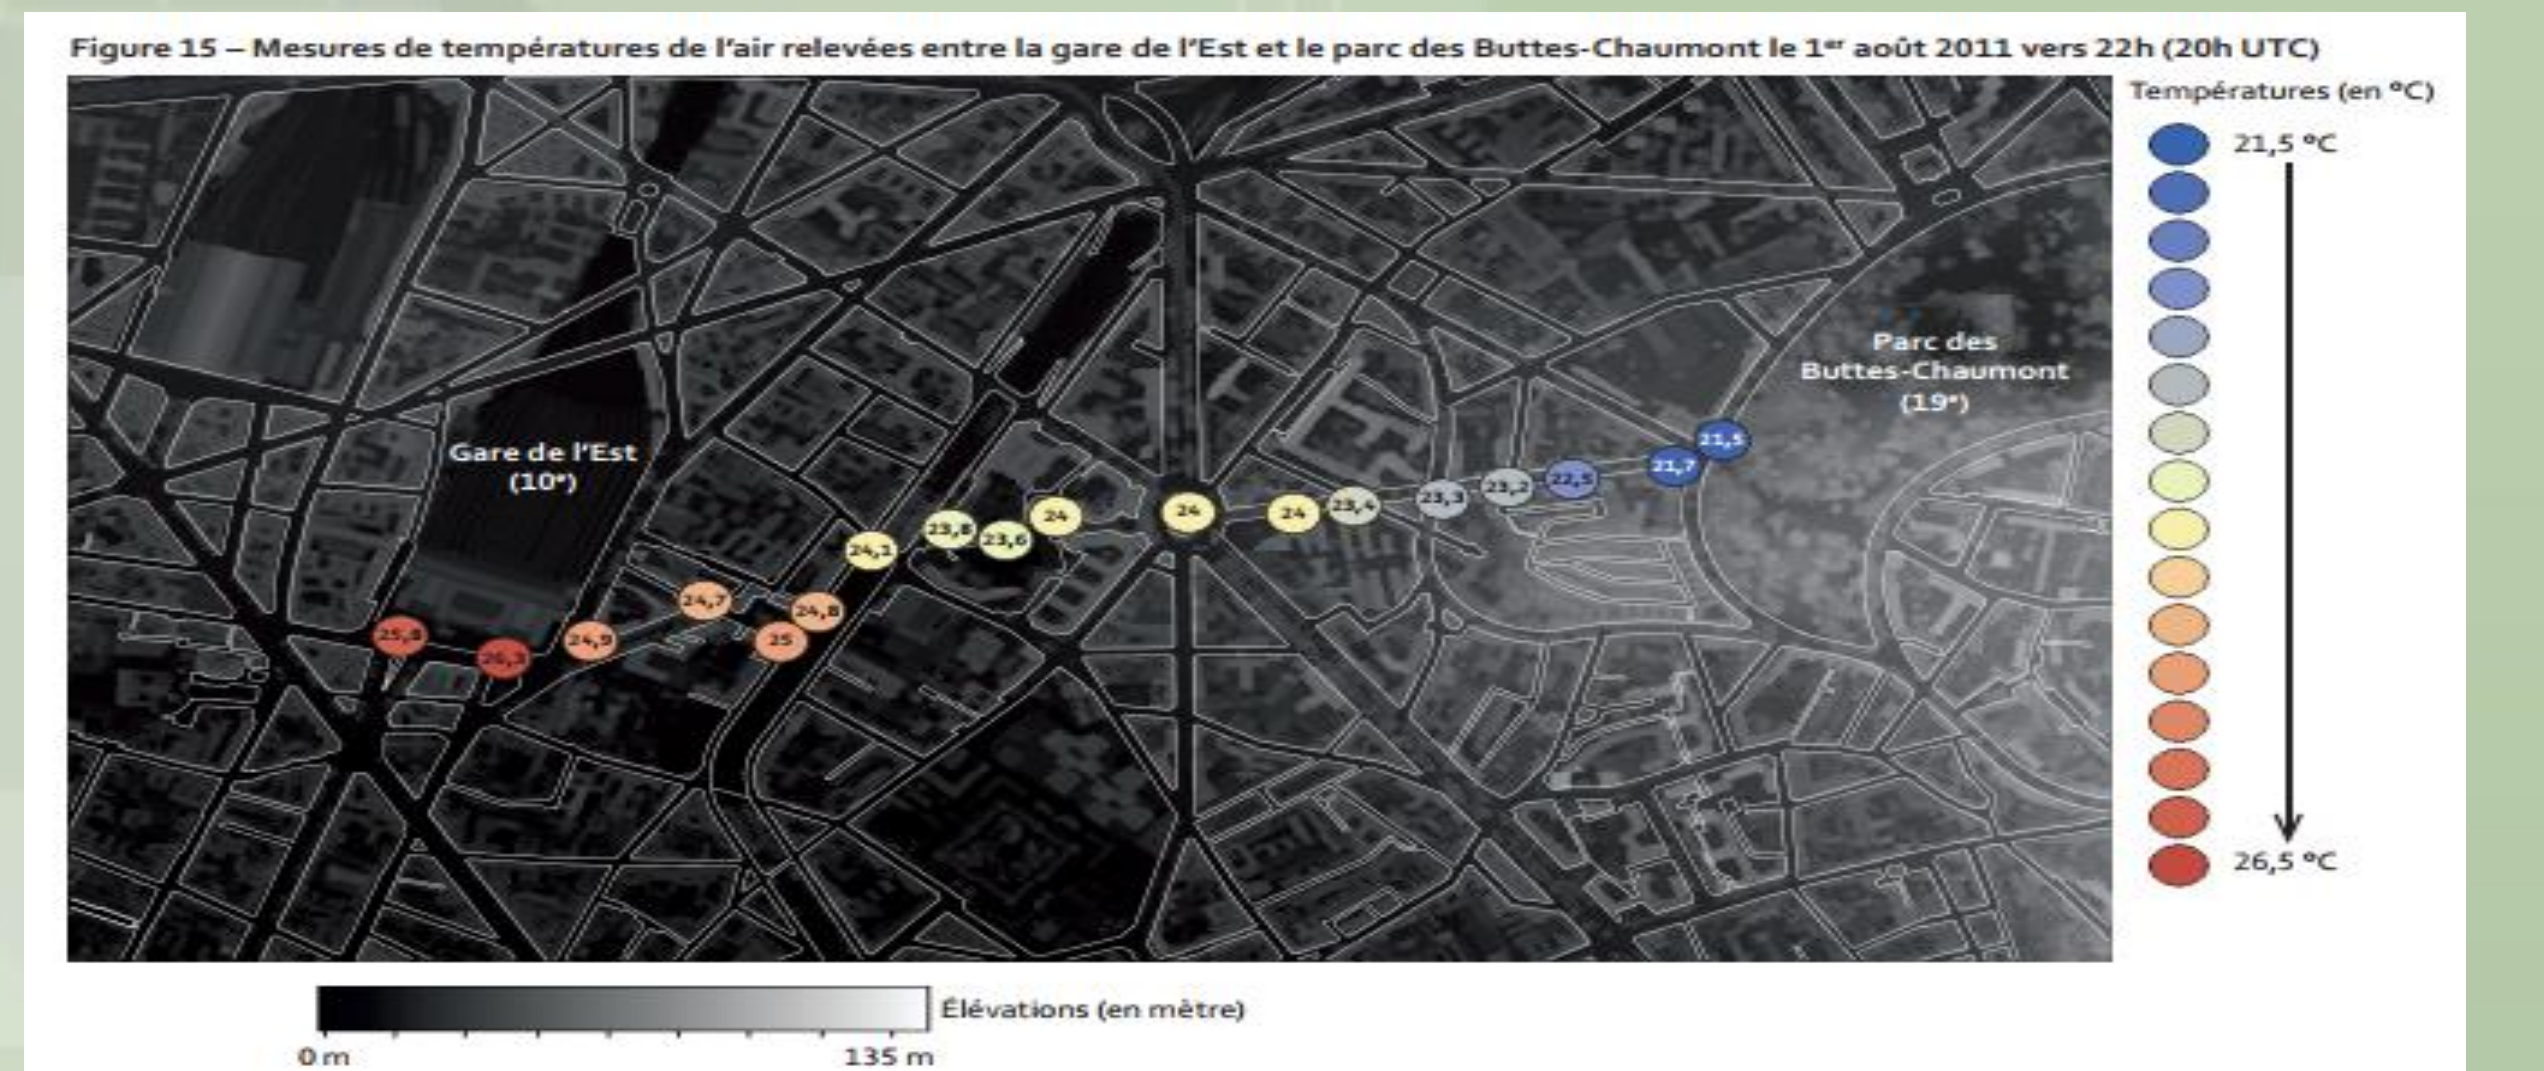 Figure 15 – Mesures de températures de l'air relevées entre la gare de l'Est et le parc des Buttes-Chaumont le 1er août 2011 vers 22h (20h UTC)
Températures (en °C)
21,5 °C
Parc des
Buttes-Chaumont
(19e)
Gare de l'Est
(10e)
25,8
26,3
24,9
24,7
25
24,8
24,1
23,8
23,6
24
24
24
23,4
23,3
23,2
22,5
21,7
21,5
26,5 °C
Élévations (en mètre)
0 m
135 m